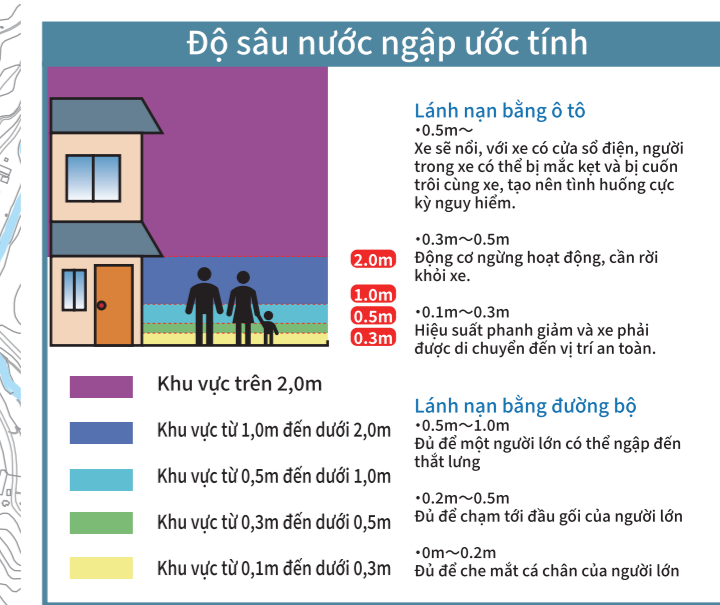 Độ sâu nước ngập ước tính
2.0m
1.0m
0.5m
0.3m
Khu vực trên 2,0m
Khu vực từ 1,0m đến dưới 2,0m
Khu vực từ 0,5m đến dưới 1,0m
Khu vực từ 0,3m đến dưới 0,5m
Khu vực từ 0,1m đến dưới 0,3m
Lánh nạn bằng ô tô
・0.5m～
Xe sẽ nổi, với xe có cửa sổ điện, người
trong xe có thể bị mắc kẹt và bị cuốn
trôi cùng xe, tạo nên tình huống cực
kỳ nguy hiểm.
・0.3m～0.5m
Động cơ ngừng hoạt động, cần rời
khỏi xe.
・0.1m～0.3m
Hiệu suất phanh giảm và xe phải
được di chuyển đến vị trí an toàn.
Lánh nạn bằng đường bộ
・0.5m～1.0m
Đủ để một người lớn có thể ngập đến
thắt lưng
・0.2m～0.5m
Đủ để chạm tới đầu gối của người lớn
・0m～0.2m
Đủ để che mắt cá chân của người lớn